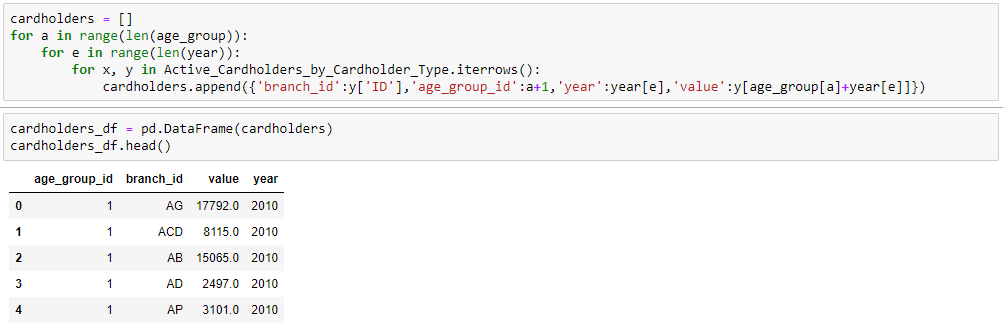 cardholders = []
for a in range(len(age_group)):
    for e in range(len(year)):
        for x, y in Active_Cardholders_by_Cardholder_Type.iterrows():
            cardholders.append({'branch_id':y['ID'],'age_group_id':a+1,'year':year[e],'value':y[age_group[a]+year[e]]})
cardholders_df = pd.DataFrame(cardholders)
cardholders_df.head()
age_group_id branch_id value year
0 1 AG 17792.0 2010
1 1 ACD 8115.0 2010
2 1 AB 15065.0 2010
3 1 AD 2497.0 2010
4 1 AP 3101.0 2010